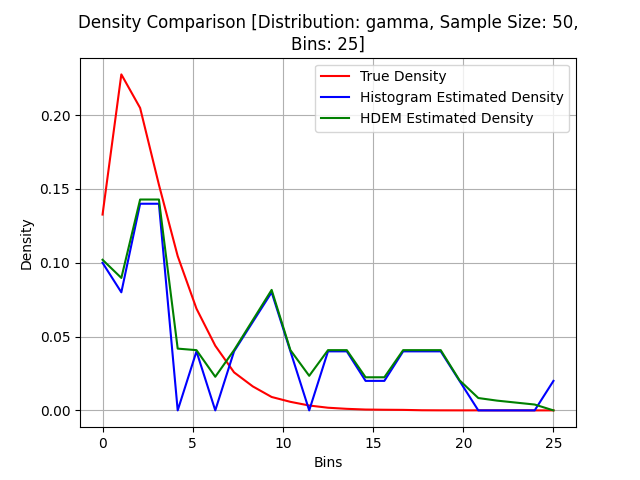 Density Comparison [Distribution: gamma, Sample Size: 50,
Bins: 25]
True Density
Histogram Estimated Density
HDEM Estimated Density
Density
0.20
0.15
0.10
0.05
0.00
0
5
10
15
20
25
Bins